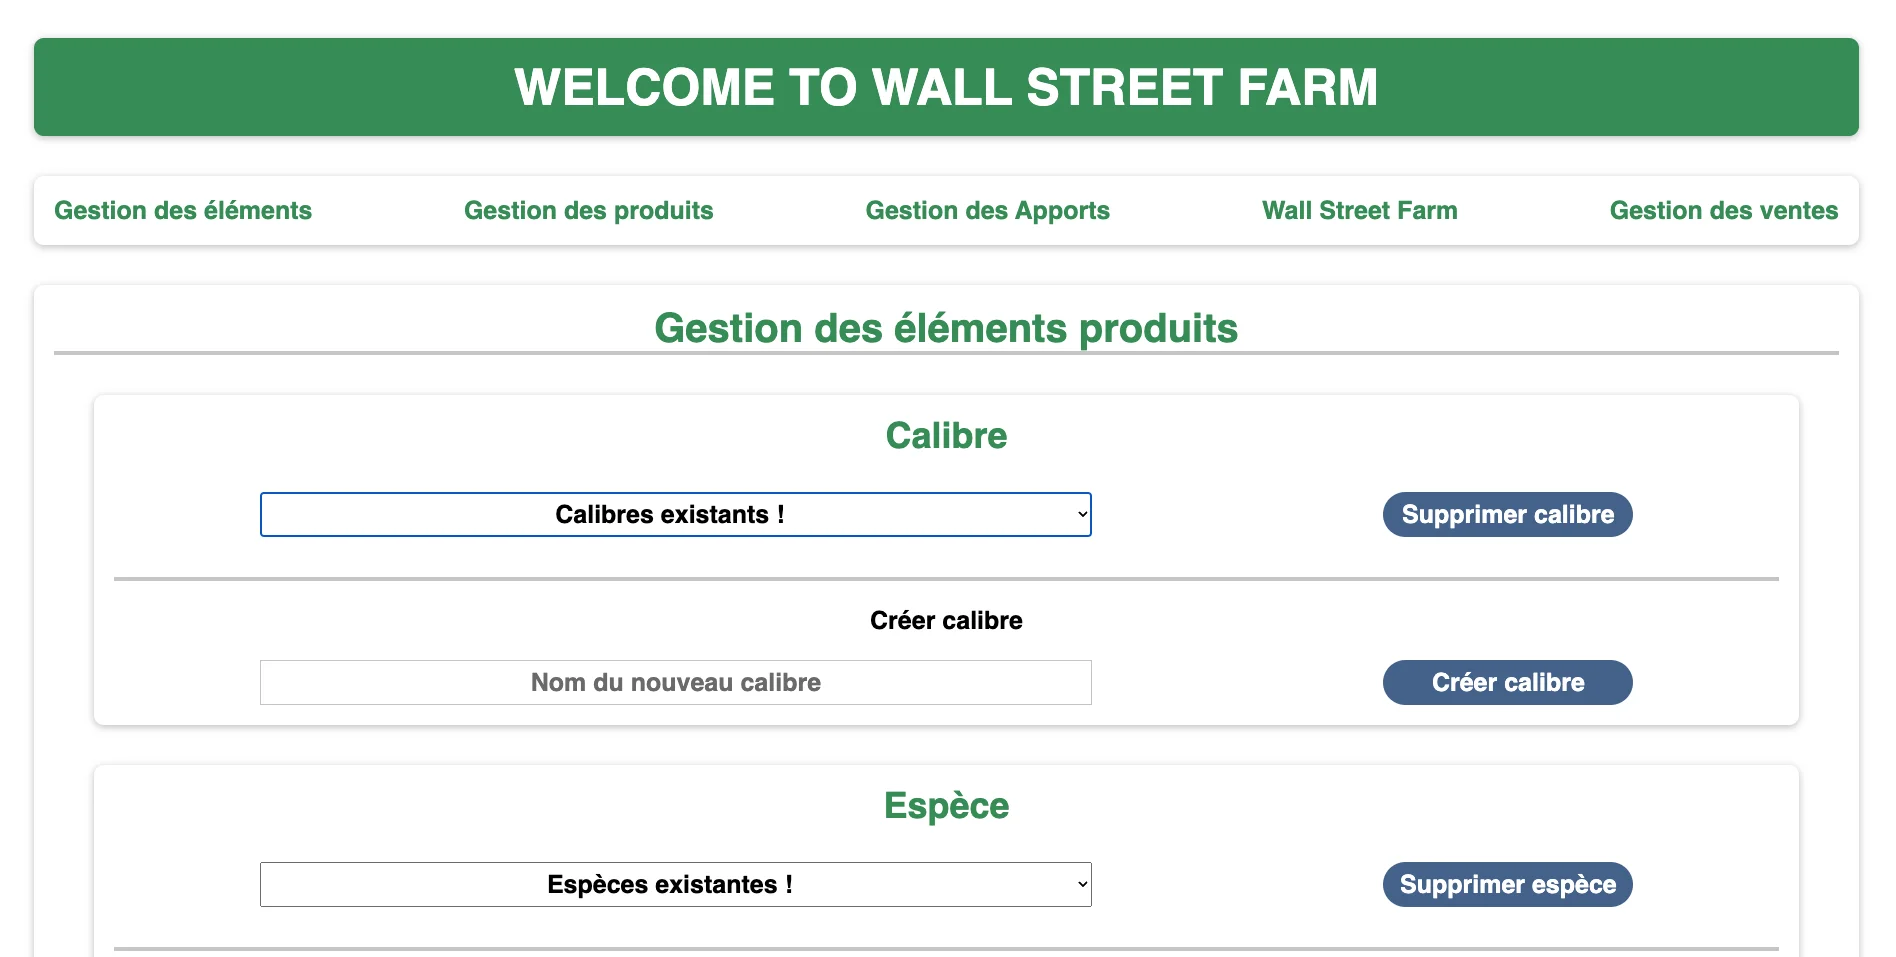 WELCOME TO WALL STREET FARM
Gestion des éléments
Gestion des produits
Gestion des Apports
Wall Street Farm
Gestion des ventes
Gestion des éléments produits
Calibre
Calibres existants !
Supprimer calibre
Créer calibre
Nom du nouveau calibre
Créer calibre
Espèce
Espèces existantes !
Supprimer espèce